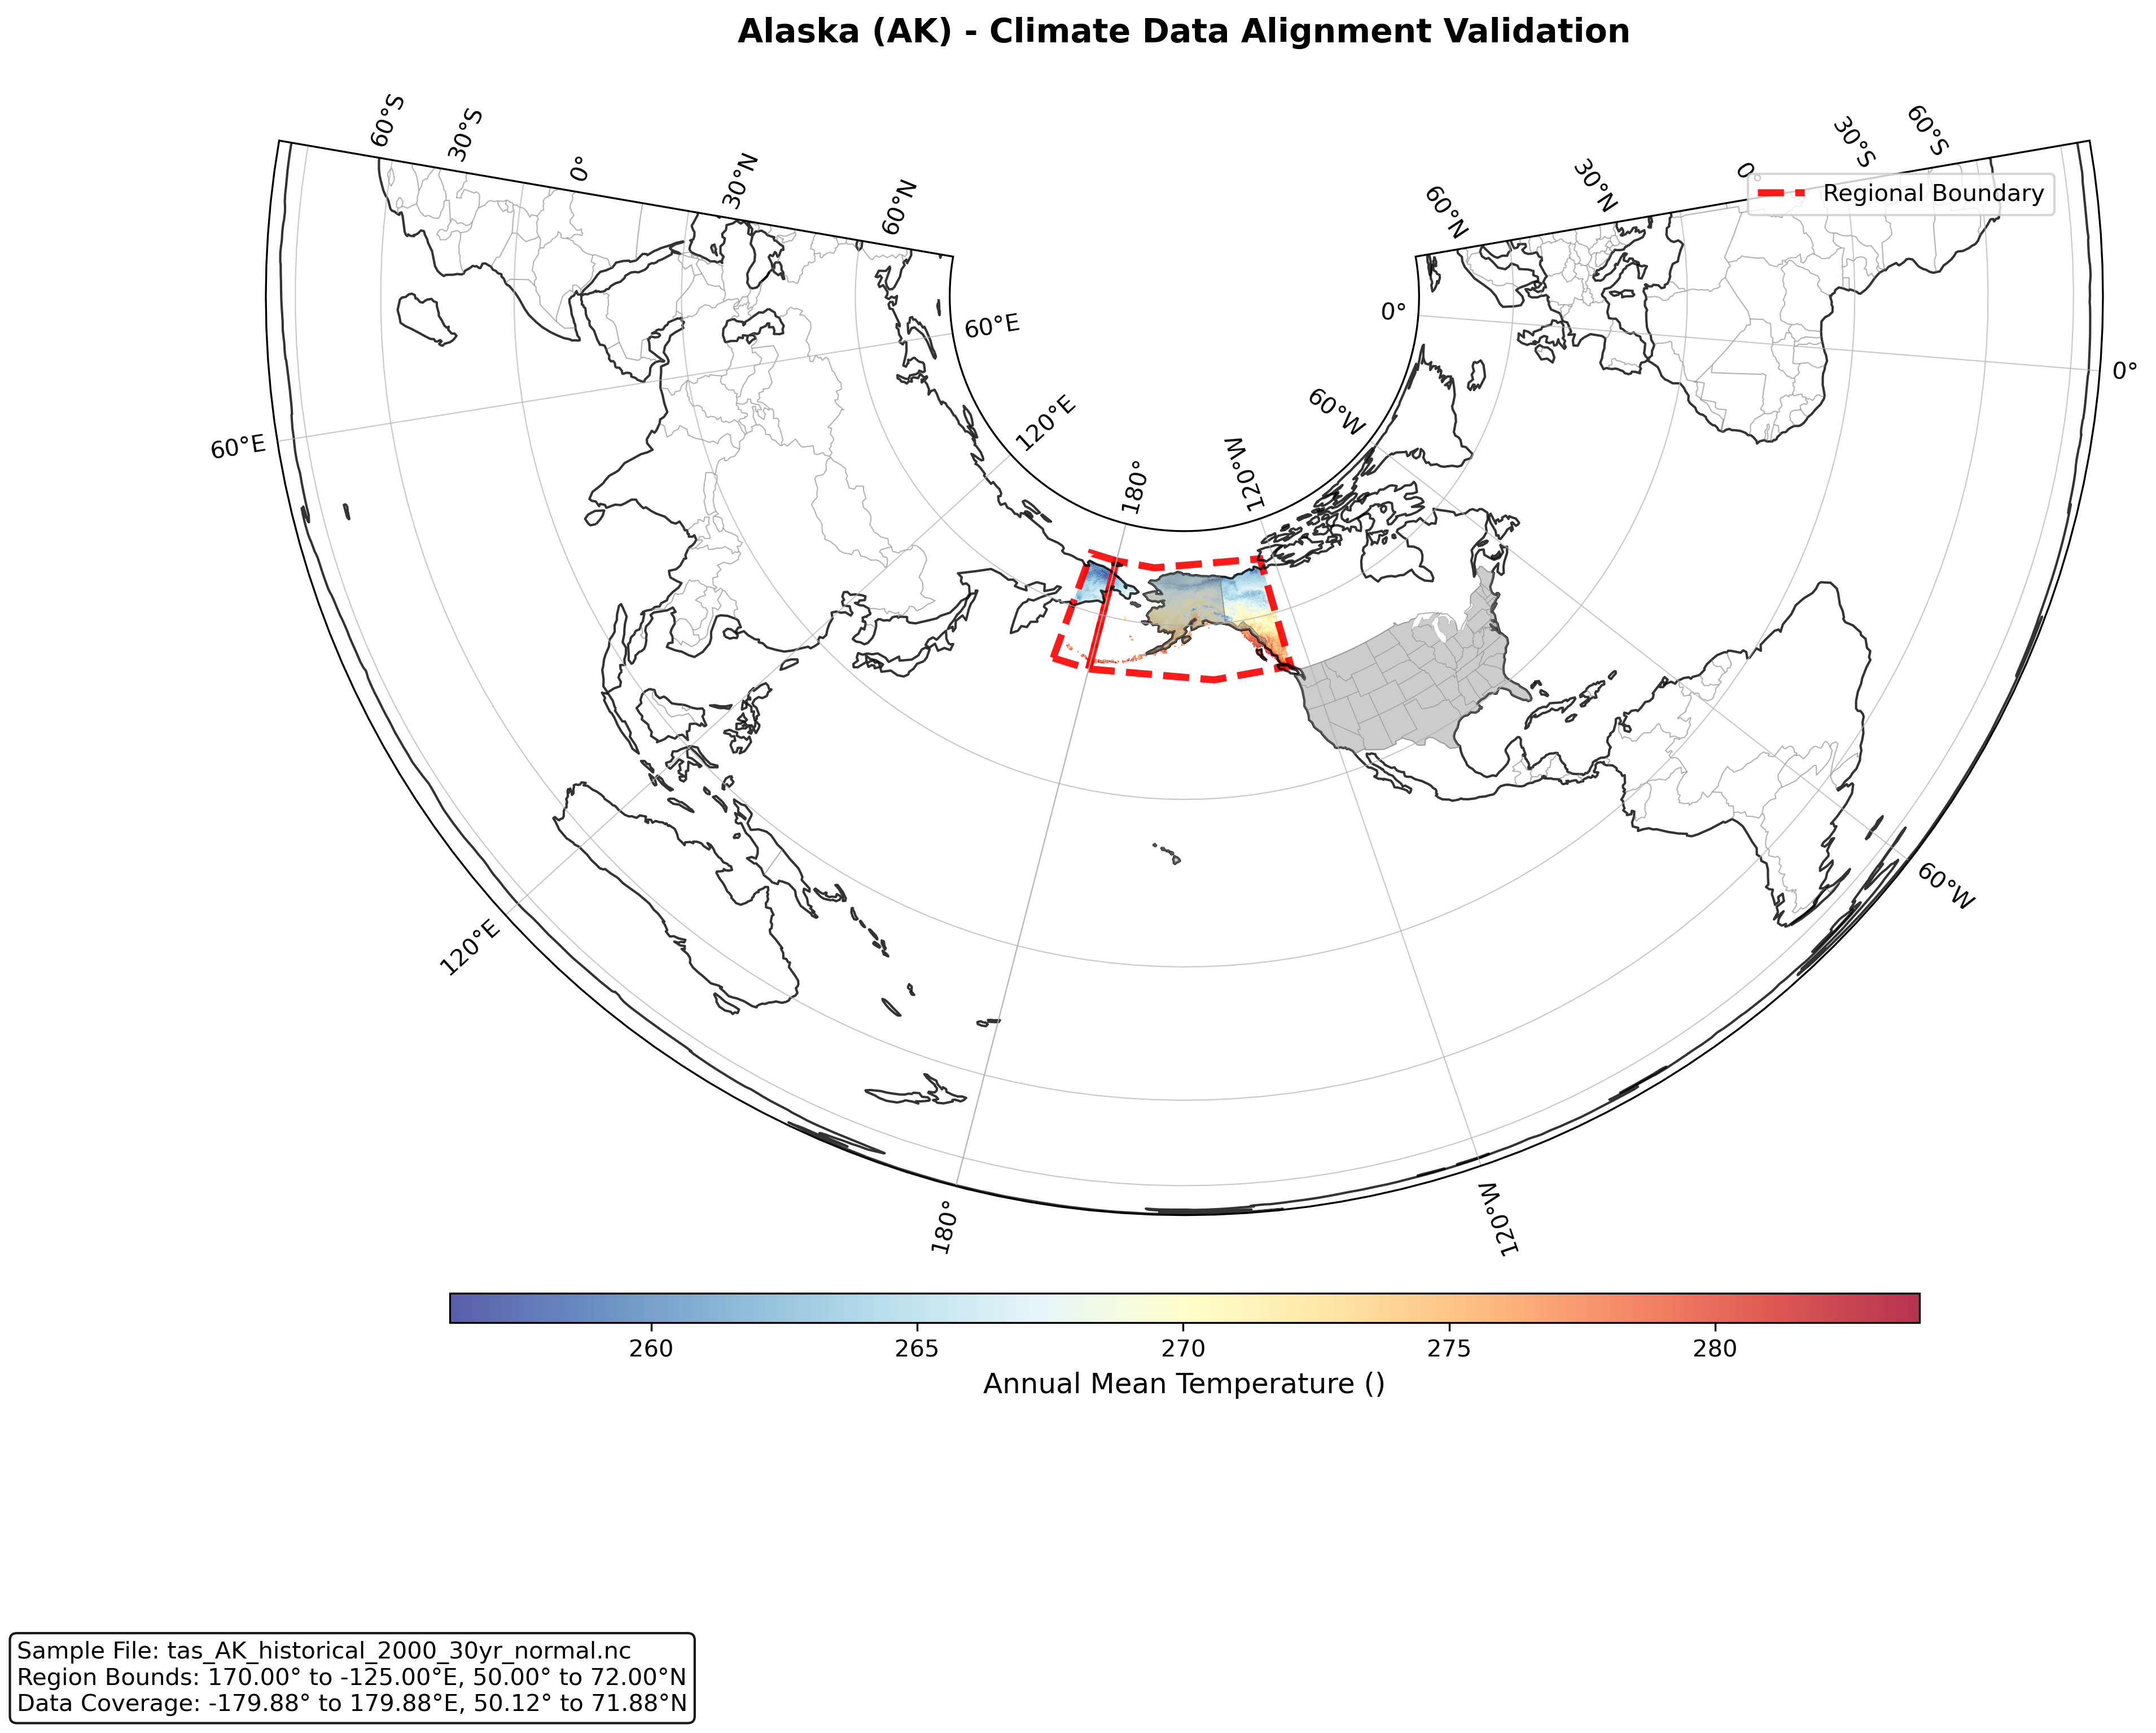 Alaska (AK) - Climate Data Alignment Validation
60°S
30°S
0°
30°N
60°N
60°N
30°N
0°
30°S
60°S
Regional Boundary
60°E
0°
0°
60°E
120°E
60°W
180°
120°W
120°E
60°W
180°
120°W
260
265
270
275
280
Annual Mean Temperature ()
Sample File: tas_AK_historical_2000_30yr_normal.nc
Region Bounds: 170.00° to -125.00°E, 50.00° to 72.00°N
Data Coverage: -179.88° to 179.88°E, 50.12° to 71.88°N